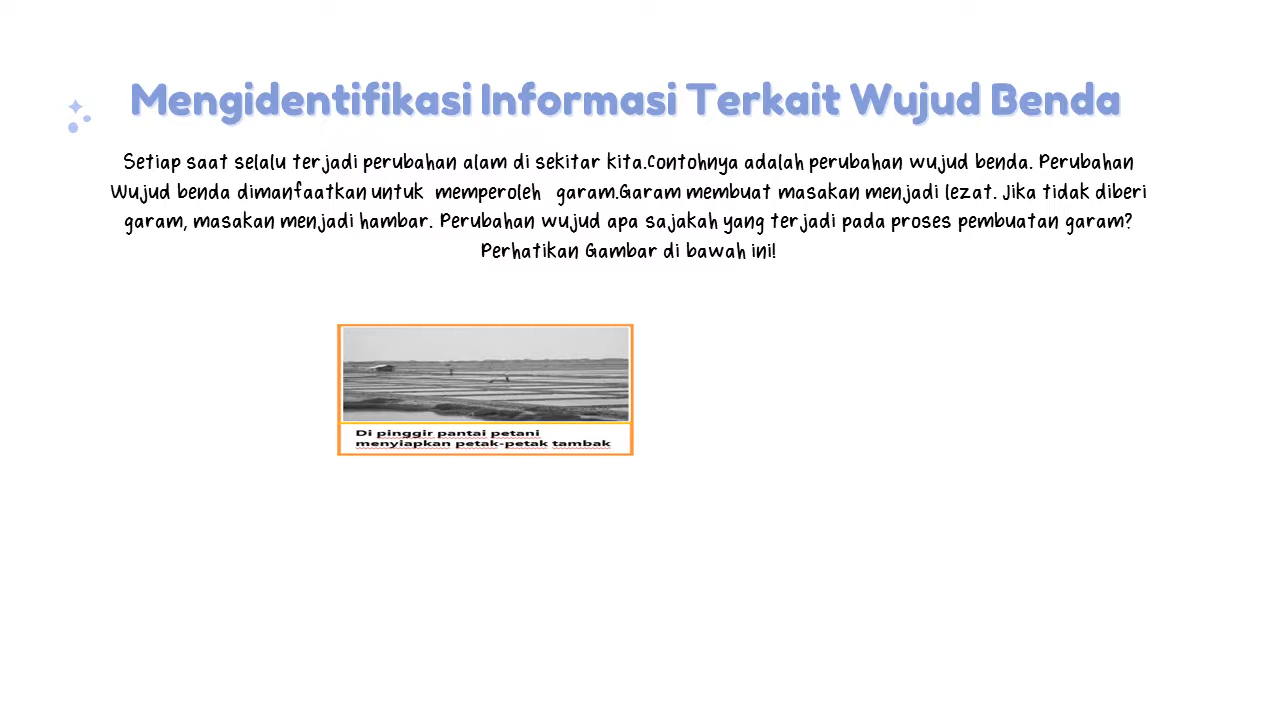 Mengidentifikasi Informasi Terkait Wujud Benda
Setiap saat selalu terjadi perubahan alam di sekitar kita.Contohnya adalah perubahan wujud benda. Perubahan
Wujud benda dimanfaatkan untuk memperoleh garam.Garam membuat masakan menjadi lezat. Jika tidak diberi
garam, masakan menjadi hambar. Perubahan wujud apa sajakah yang terjadi pada proses pembuatan garam?
Perhatikan Gambar di bawah ini!
Di pinggir pantai petani
menyiapkan petak-petak tambak